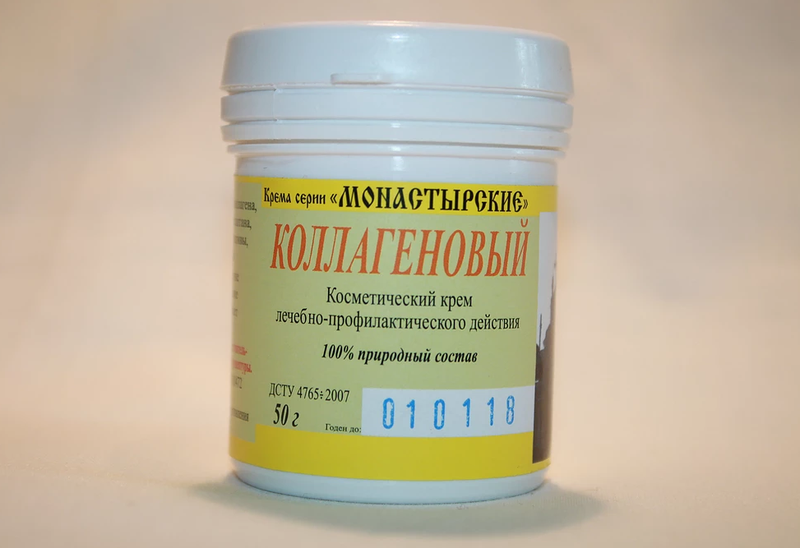 Крема серии «МОНАСТЫРСКИЕ»
КОЛЛАГЕНОВЫЙ
Косметический крем
лечебно-профилактического действия
100% природный состав
ДСТУ 4765:2007
50 г
Годен до: 010118